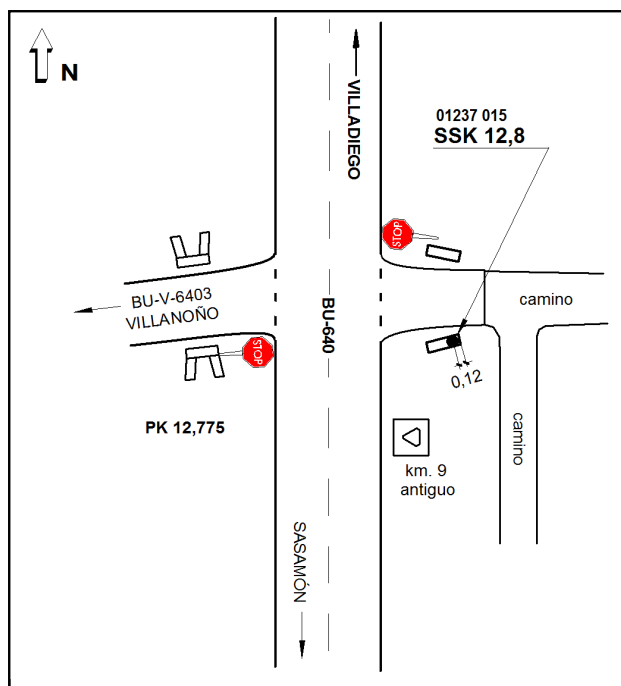 N
VILLADIEGO
01237 015
SSK 12,8
STOP
BU-V-6403
VILLANOÑO
BU-640
camino
STOP
0,12
PK 12,775
km. 9
antiguo
camino
SASAMÓN